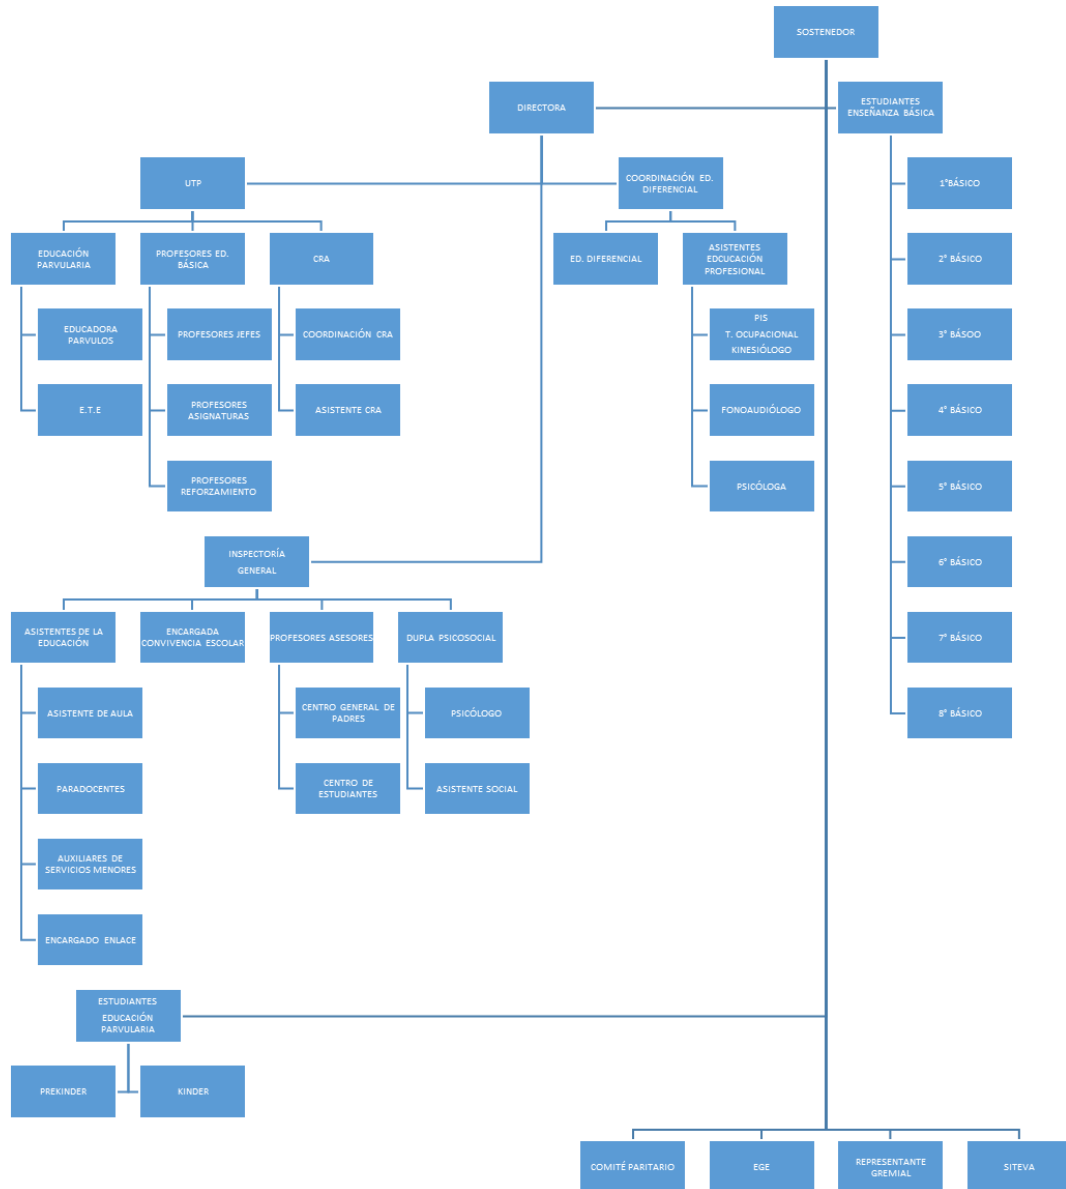 SOSTENEDOR
DIRECTORA
ESTUDIANTES
ENSEÑANZA BÁSICA
UTP
COORDINACIÓN ED.
DIFERENCIAL
1°BÁSICO
EDUCACIÓN
PARVULARIA
PROFESORES ED.
BÁSICA
CRA
ED. DIFERENCIAL
ASISTENTES
EDCUCACIÓN
PROFESIONAL
2° BÁSICO
EDUCADORA
PARVULOS
PROFESORES JEFES
COORDINACIÓN CRA
PIS
T. OCUPACIONAL
KINESIÓLOGO
3° BÁSOO
E.T.E
PROFESORES
ASIGNATURAS
ASISTENTE CRA
FONOAUDIÓLOGO
4° BÁSICO
PROFESORES
REFORZAMIENTO
PSICÓLOGA
5° BÁSICO
INSPECTORÍA
GENERAL
6° BÁSICO
ASISTENTES DE LA
EDUCACIÓN
ENCARGADA
CONVIVENCIA ESCOLAR
PROFESORES ASESORES
DUPLA PSICOSOCIAL
7° BÁSICO
ASISTENTE DE AULA
CENTRO GENERAL DE
PADRES
PSICÓLOGO
8° BÁSICO
PARADOCENTES
CENTRO DE
ESTUDIANTES
ASISTENTE SOCIAL
AUXILIARES DE
SERVICIOS MENORES
ENCARGADO ENLACE
ESTUDIANTES
EDUCACIÓN
PARVULARIA
PREKINDER
KINDER
COMITÉ PARITARIO
EGE
REPRESENTANTE
GREMIAL
SITEVA